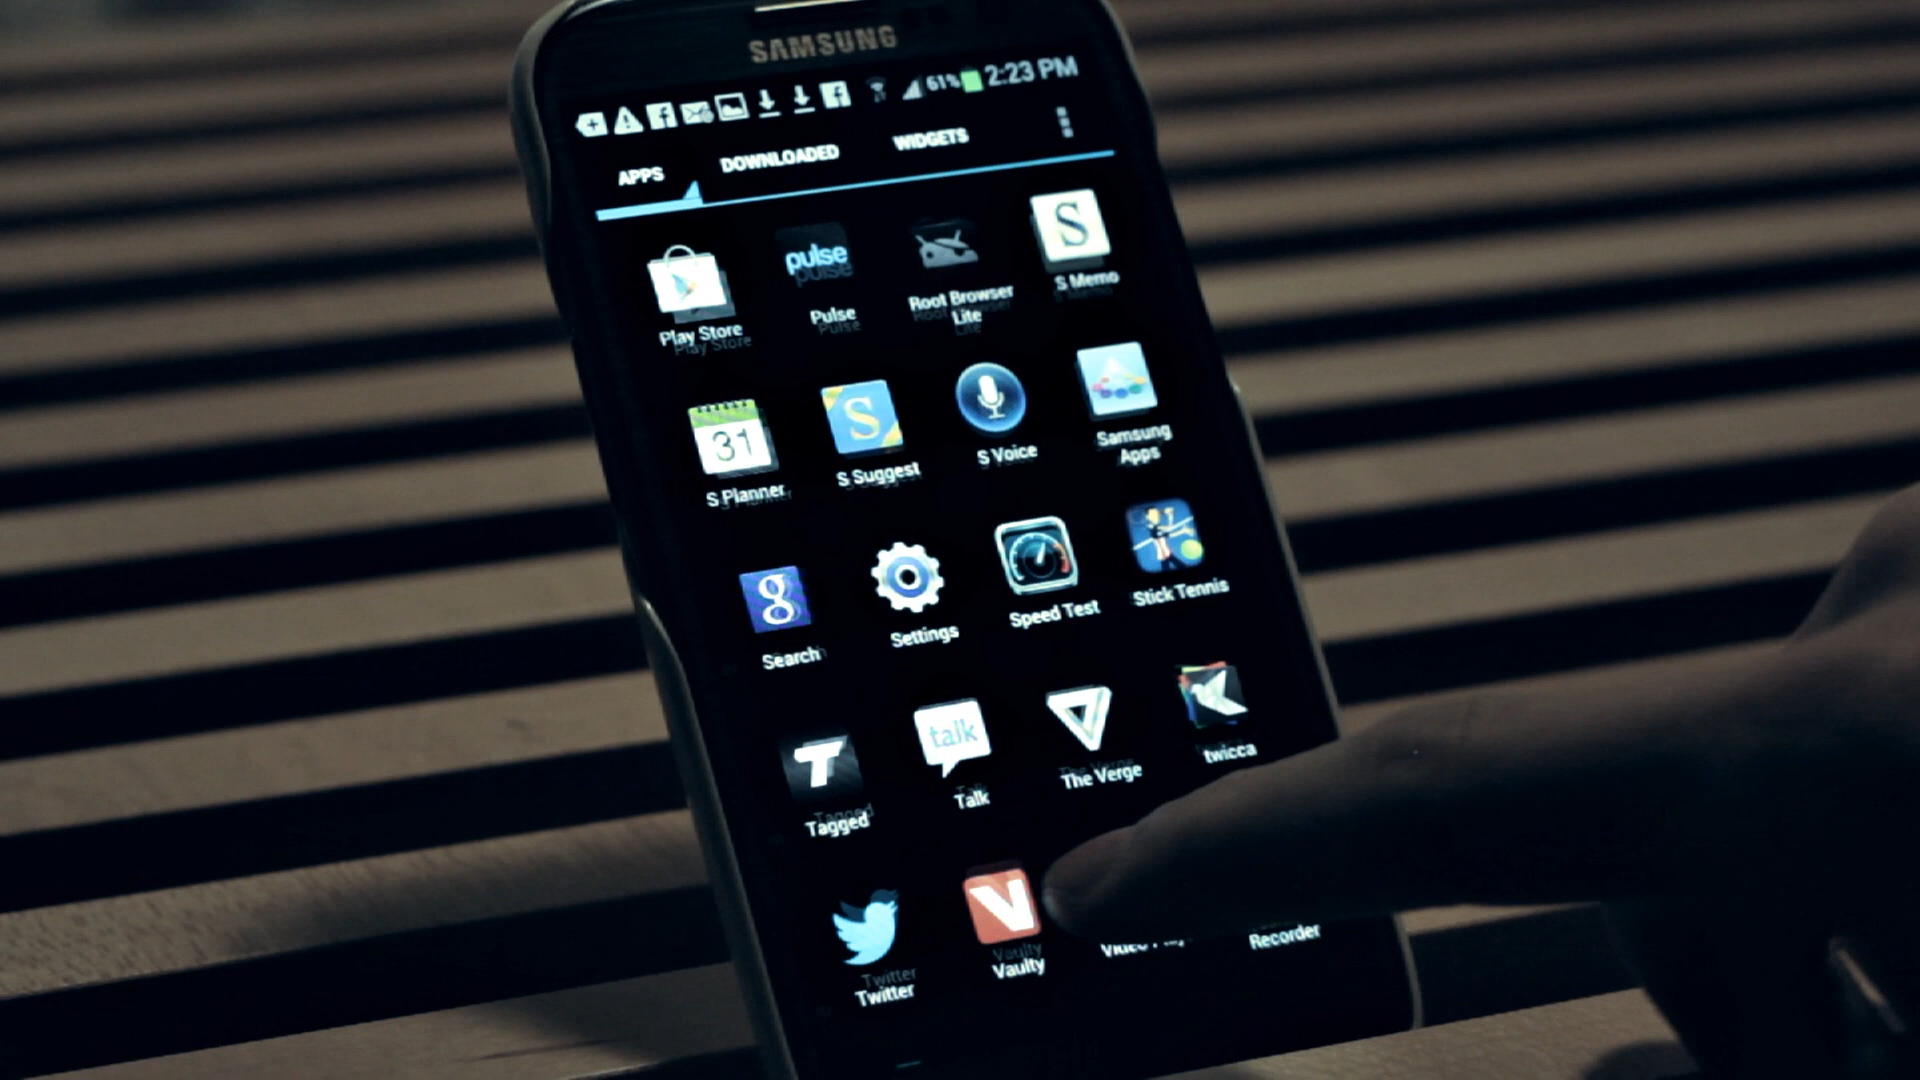 SAMSUNG
61% 2:23 PM
APPS DOWNLOADED WIDGETS
pulse
S
Play Store Pulse Root Browser Lite S Memo
31
S
S Planner S Suggest S Voice Samsung Apps
g
Search Settings Speed Test Stick Tennis
T
talk
Tagged Talk The Verge twicca
V
Twitter Vaulty Video Recorder